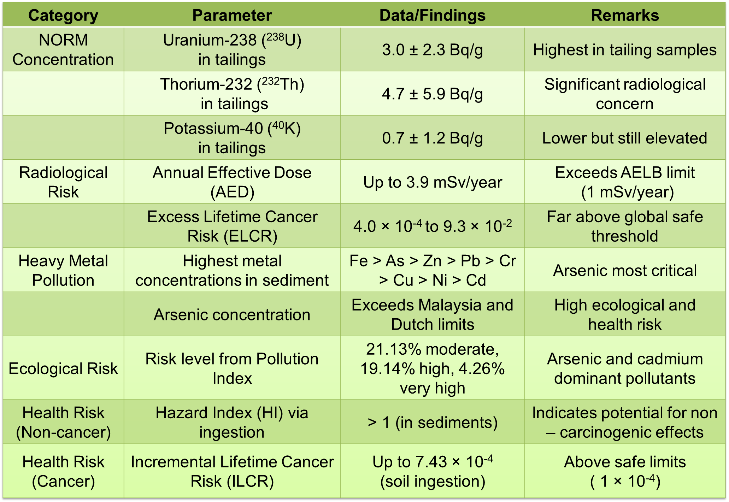 Category Parameter Data/Findings Remarks
NORM Concentration Uranium-238 (²³⁸U) in tailings 3.0 ± 2.3 Bq/g Highest in tailing samples
Thorium-232 (²³²Th) in tailings 4.7 ± 5.9 Bq/g Significant radiological concern
Potassium-40 (⁴⁰K) in tailings 0.7 ± 1.2 Bq/g Lower but still elevated
Radiological Risk Annual Effective Dose (AED) Up to 3.9 mSv/year Exceeds AELB limit (1 mSv/year)
Excess Lifetime Cancer Risk (ELCR) 4.0 × 10⁻⁴ to 9.3 × 10⁻² Far above global safe threshold
Heavy Metal Pollution Highest metal concentrations in sediment Fe > As > Zn > Pb > Cr > Cu > Ni > Cd Arsenic most critical
Arsenic concentration Exceeds Malaysia and Dutch limits High ecological and health risk
Ecological Risk Risk level from Pollution Index 21.13% moderate, 19.14% high, 4.26% very high Arsenic and cadmium dominant pollutants
Health Risk (Non-cancer) Hazard Index (HI) via ingestion > 1 (in sediments) Indicates potential for non – carcinogenic effects
Health Risk (Cancer) Incremental Lifetime Cancer Risk (ILCR) Up to 7.43 × 10⁻⁴ (soil ingestion) Above safe limits ( 1 × 10⁻⁴)